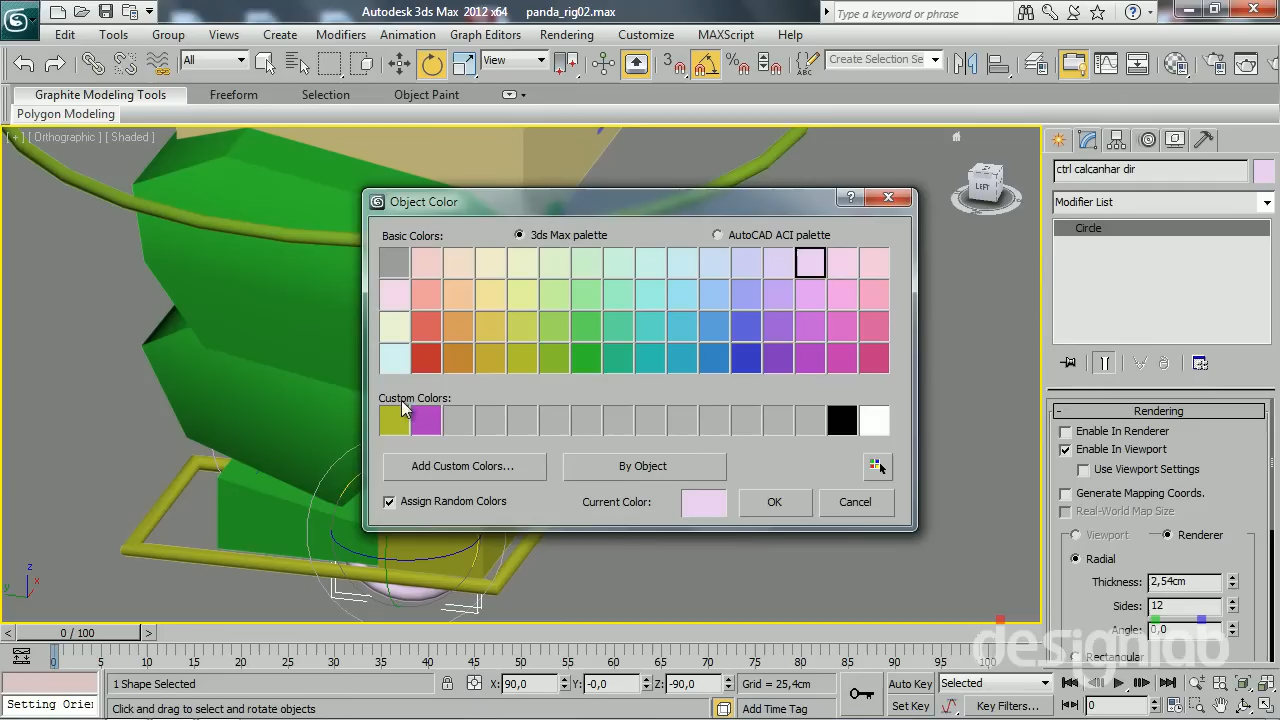 Autodesk 3ds Max 2012 x64 panda_rig02.max
Type a keyword or phrase
Edit Tools Group Views Create Modifiers Animation Graph Editors Rendering Customize MAXScript Help
All
View
3
%
ABC
Create Selection Se
Graphite Modeling Tools Freeform Selection Object Paint
Polygon Modeling
[ + ] [ Orthographic ] [ Shaded ]
LEFT
ctrl calcanhar dir
Modifier List
Circle
Object Color
?
Basic Colors:
3ds Max palette
AutoCAD ACI palette
Custom Colors:
Add Custom Colors...
By Object
Assign Random Colors
Current Color:
OK
Cancel
Rendering
Enable In Renderer
Enable In Viewport
Use Viewport Settings
Generate Mapping Coords.
Real-World Map Size
Viewport
Renderer
Radial
Thickness: 2,54cm
Sides: 12
Angle: 0,0
Rectangular
designlab
z
x
y
< 0 / 100 >
0 5 10 15 20 25 30 35 40 45 50 55 60 65 70 75 80 85 90 95 100
1 Shape Selected
X: 90,0
Y: -0,0
Z: -90,0
Grid = 25,4cm
Auto Key
Selected
Setting Orie
Click and drag to select and rotate objects
Add Time Tag
Set Key
Key Filters...
0